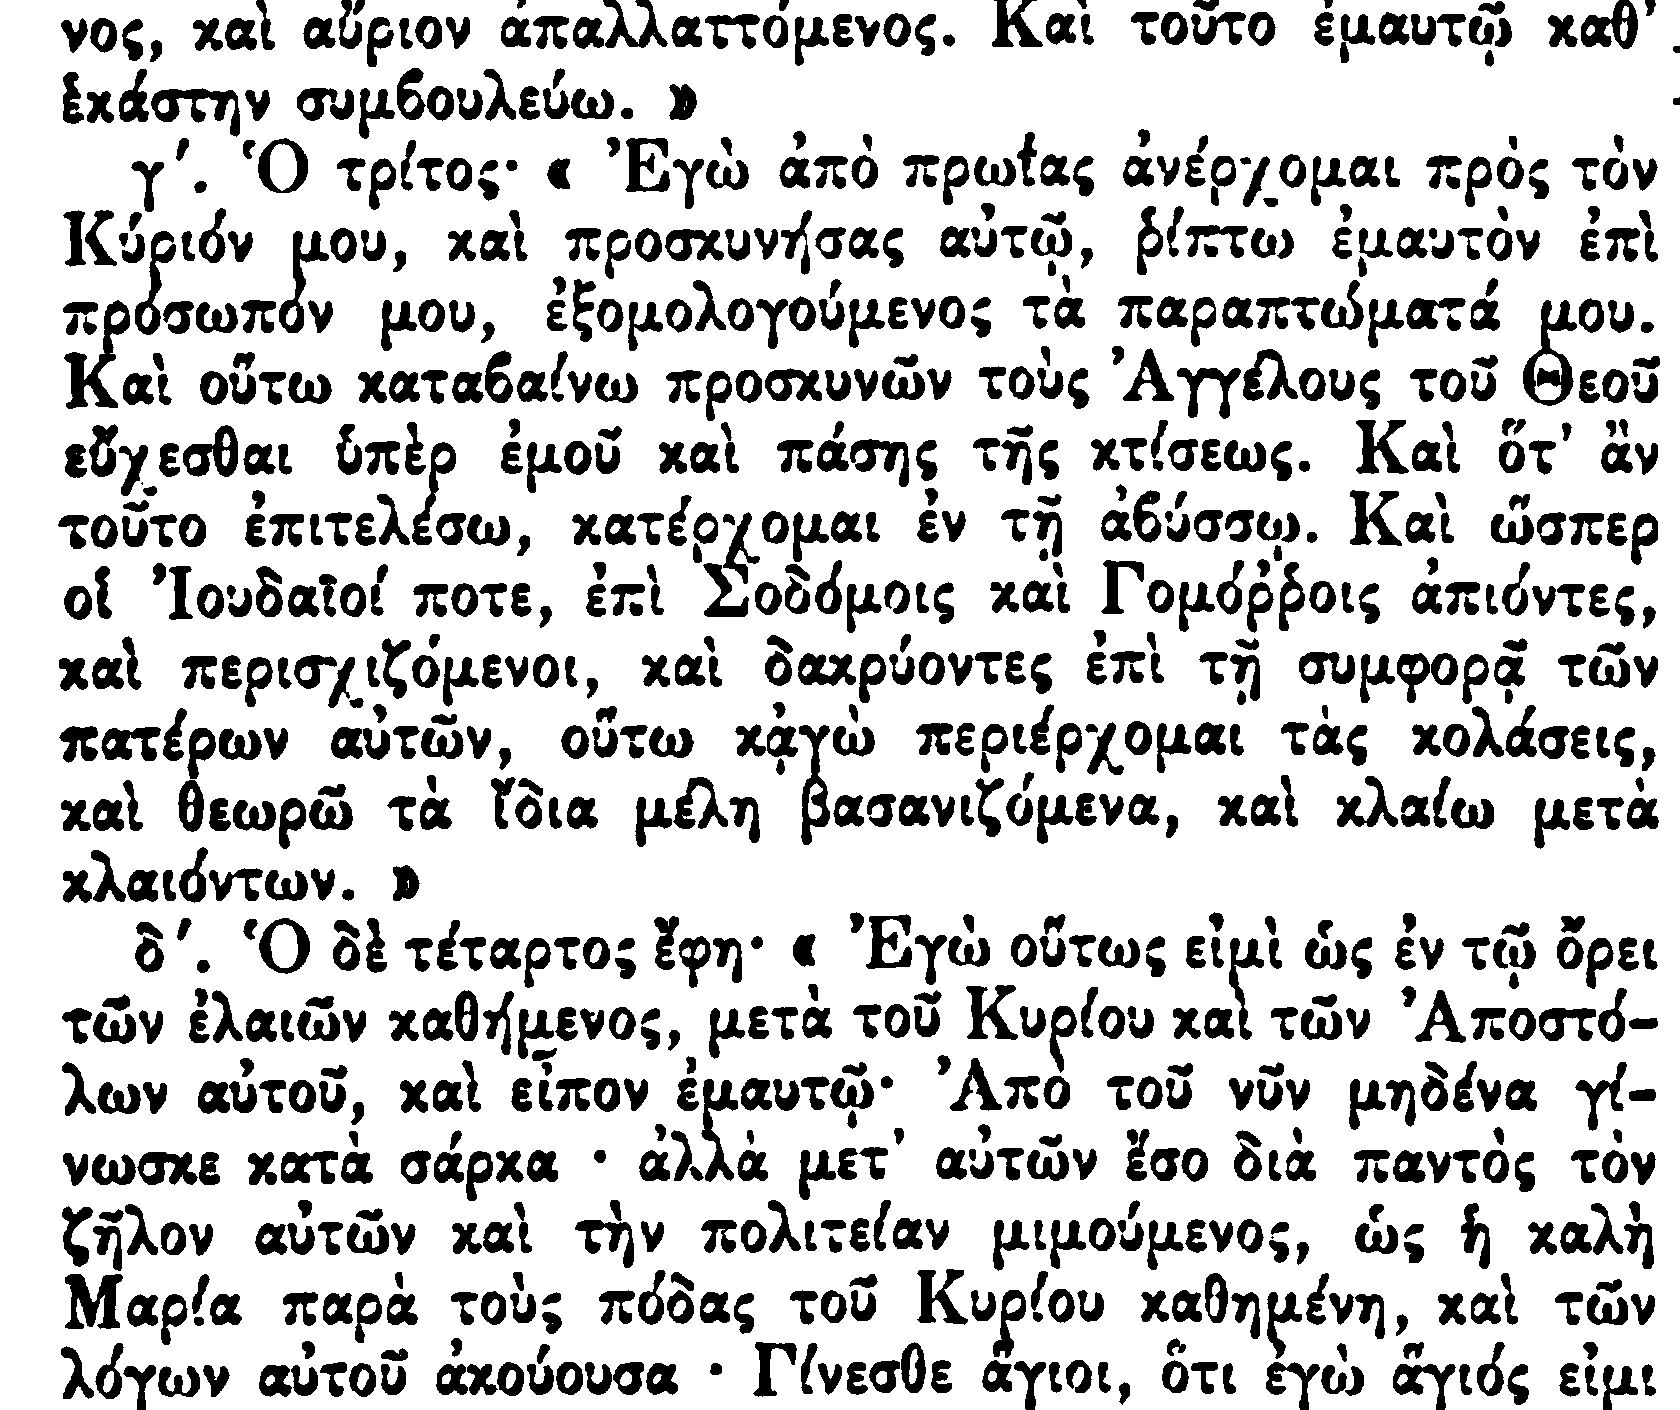 νος, καὶ αὔριον ἀπαλλαττόμενος. Καὶ τοῦτο ἐμαυτῷ καθ᾽
ἑκάστην συμϐουλεύω. »
γʹ. Ὁ τρίτος· « Ἐγὼ ἀπὸ πρωΐας ἀνέρχομαι πρὸς τὸν
Κύριόν μου, καὶ προσκυνήσας αὐτῷ, ῥίπτω ἐμαυτὸν ἐπὶ
πρόσωπόν μου, ἐξομολογούμενος τὰ παραπτώματά μου.
Καὶ οὕτω καταϐαίνω προσκυνῶν τοὺς Ἀγγέλους τοῦ Θεοῦ
εὔχεσθαι ὑπὲρ ἐμοῦ καὶ πάσης τῆς κτίσεως. Καὶ ὅτ᾽ ἂν
τοῦτο ἐπιτελέσω, κατέρχομαι ἐν τῇ ἀϐύσσῳ. Καὶ ὥσπερ
οἱ Ἰουδαῖοί ποτε, ἐπὶ Σοδόμοις καὶ Γομόῤῥοις ἀπιόντες,
καὶ περισχιζόμενοι, καὶ δακρύοντες ἐπὶ τῇ συμφορᾷ τῶν
πατέρων αὐτῶν, οὕτω κᾀγὼ περιέρχομαι τὰς κολάσεις,
καὶ θεωρῶ τὰ ἴδια μέλη βασανιζόμενα, καὶ κλαίω μετὰ
κλαιόντων. »
δʹ. Ὁ δὲ τέταρτος ἔφη· « Ἐγὼ οὕτως εἰμὶ ὡς ἐν τῷ ὄρει
τῶν ἐλαιῶν καθήμενος, μετὰ τοῦ Κυρίου καὶ τῶν Ἀποστό-
λων αὐτοῦ, καὶ εἶπον ἐμαυτῷ· Ἀπὸ τοῦ νῦν μηδένα γί-
νωσκε κατὰ σάρκα · ἀλλὰ μετ᾽ αὐτῶν ἔσο διὰ παντὸς τὸν
ζῆλον αὐτῶν καὶ τὴν πολιτείαν μιμούμενος, ὡς ἡ καλὴ
Μαρία παρὰ τοὺς πόδας τοῦ Κυρίου καθημένη, καὶ τῶν
λόγων αὐτοῦ ἀκούουσα · Γίνεσθε ἅγιοι, ὅτι ἐγὼ ἅγιός εἰμι